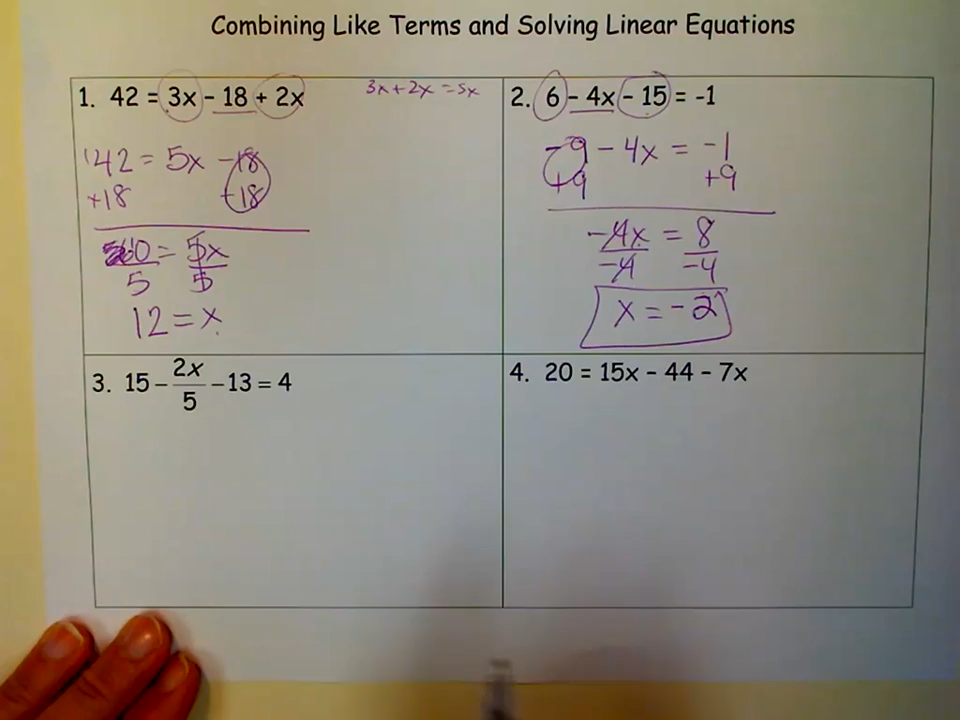 Combining Like Terms and Solving Linear Equations
1. 42 = 3x - 18 + 2x
3x+2x=5x
42 = 5x - 18
+18 +18
60 = 5x
5 5
12 = x
2. 6 - 4x - 15 = -1
-9 - 4x = -1
+9 +9
-4x = 8
-4 -4
x = -2
3. 15 - 2x/5 - 13 = 4
4. 20 = 15x - 44 - 7x